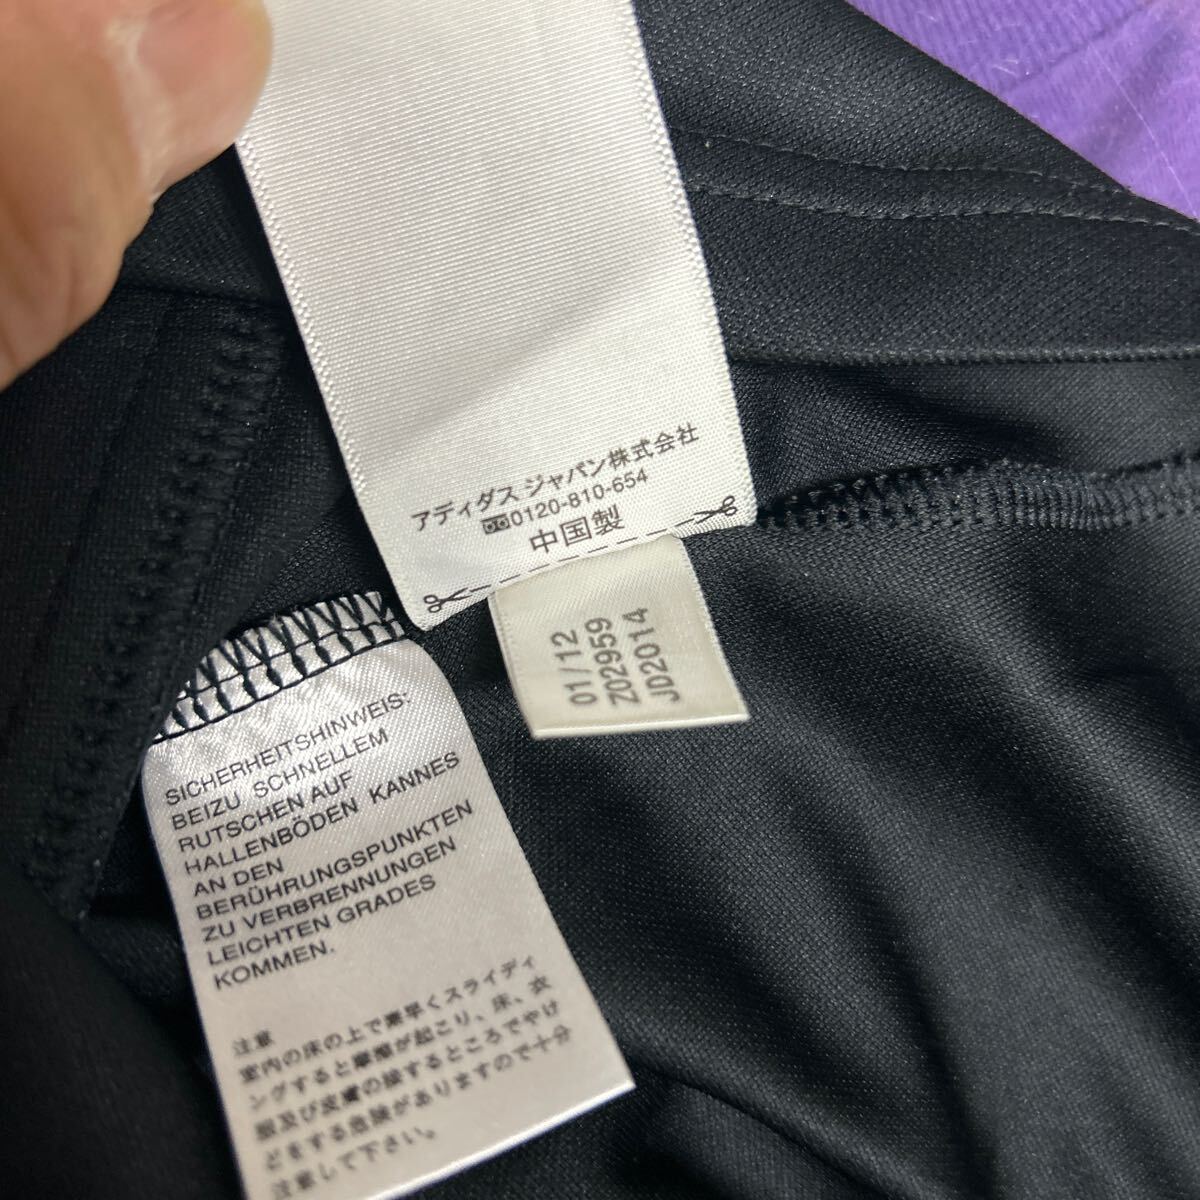 アディダス ジャパン株式会社
0120-810-654
中国製
01/12
Z02959
JD2014
SICHERHEITSHINWEIS:
BEIZU SCHNELLEM
RUTSCHEN AUF
HALLENBÖDEN KANNES
AN DEN
BERÜHRUNGSPUNKTEN
ZU VERBRENNUNGEN
LEICHTEN GRADES
KOMMEN.
注意
室内の床の上で素早くスライディ
ングすると摩擦が起こり、床、衣
服及び皮膚の接するところでやけ
どをする危険がありますので十分
注意して下さい。